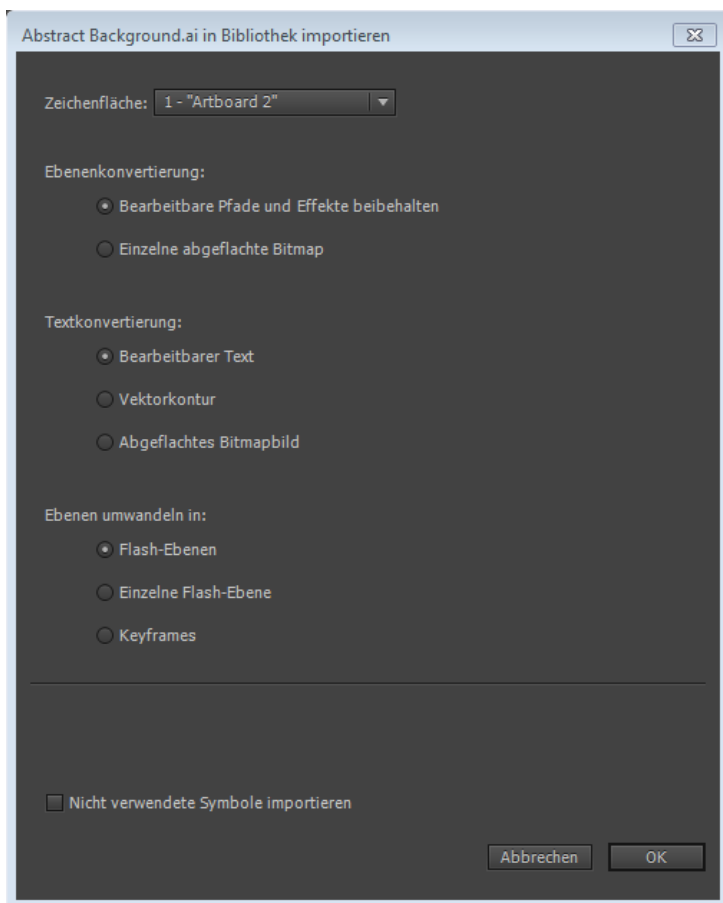 Abstract Background.ai in Bibliothek importieren
Zeichenfläche: 1 - "Artboard 2"
Ebenenkonvertierung:
Bearbeitbare Pfade und Effekte beibehalten
Einzelne abgeflachte Bitmap
Textkonvertierung:
Bearbeitbarer Text
Vektorkontur
Abgeflachtes Bitmapbild
Ebenen umwandeln in:
Flash-Ebenen
Einzelne Flash-Ebene
Keyframes
Nicht verwendete Symbole importieren
Abbrechen OK